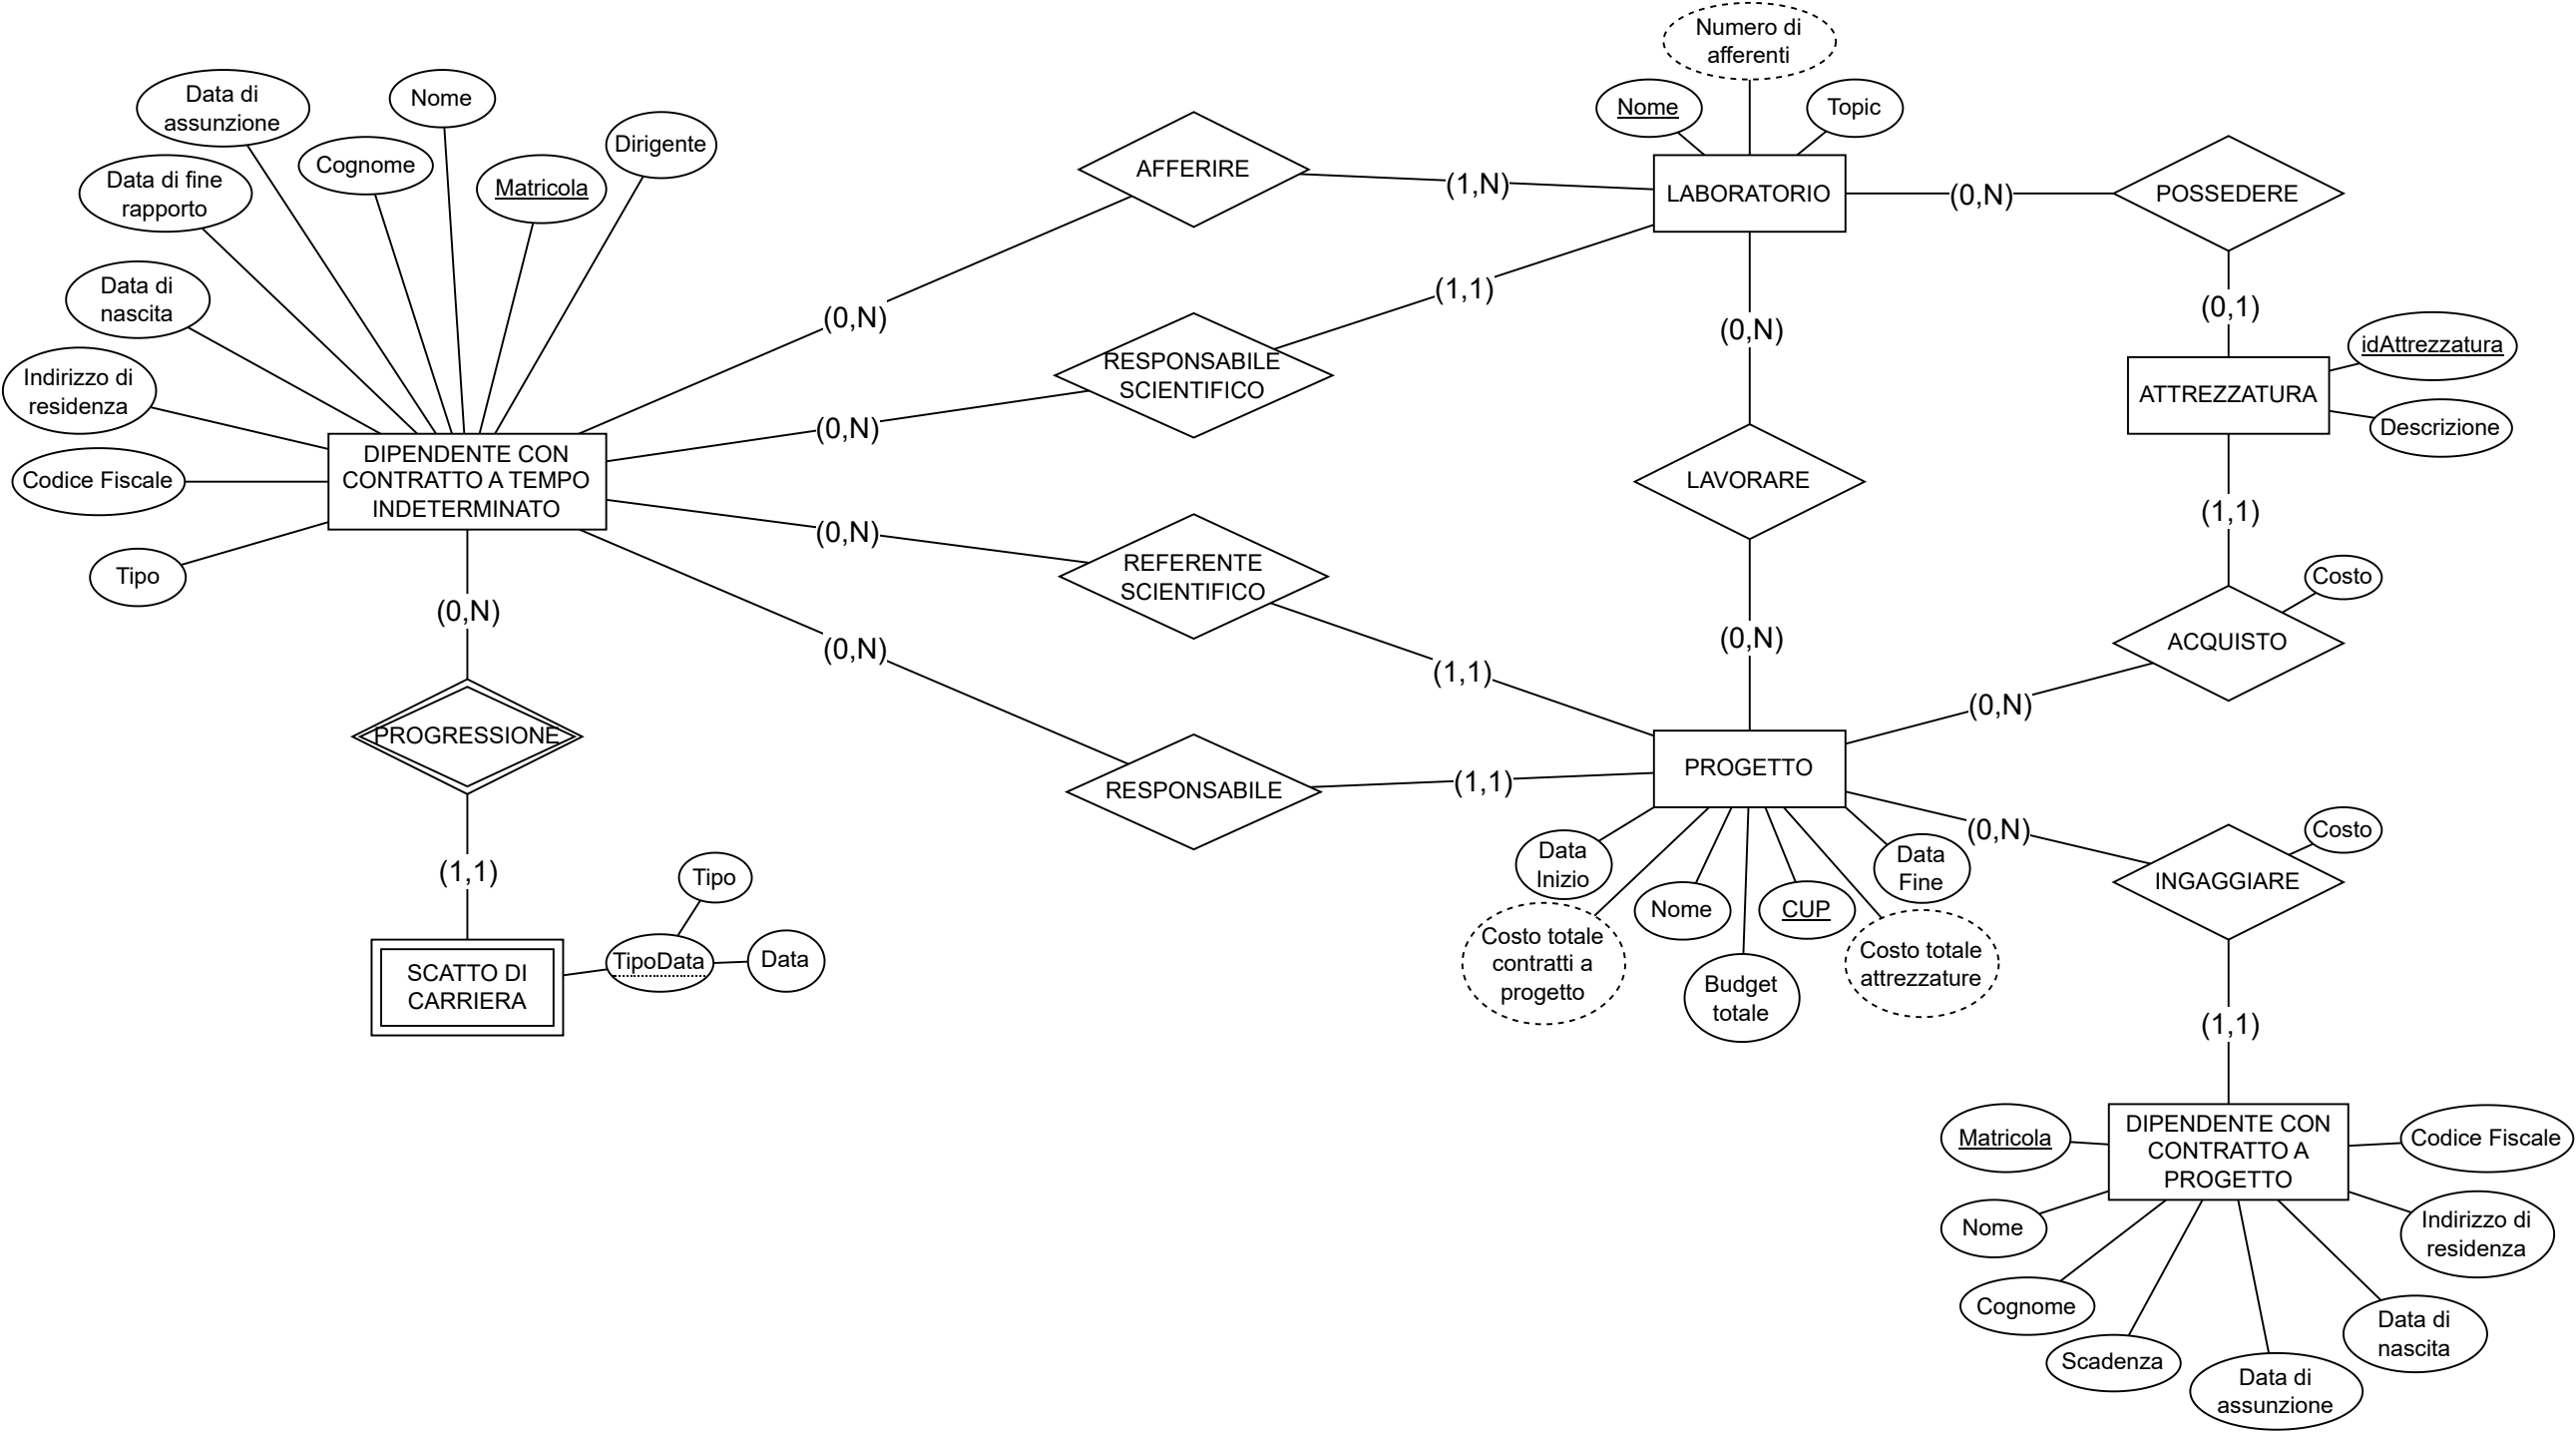 Numero di
afferenti
Nome
Topic
Data di
assunzione
Nome
Cognome
Dirigente
Data di fine
rapporto
Matricola
AFFERIRE
(1,N)
LABORATORIO
(0,N)
POSSEDERE
Data di
nascita
(0,N)
(1,1)
(0,N)
(0,1)
idAttrezzatura
Indirizzo di
residenza
RESPONSABILE
SCIENTIFICO
ATTREZZATURA
Descrizione
DIPENDENTE CON
CONTRATTO A TEMPO
INDETERMINATO
(0,N)
Codice Fiscale
LAVORARE
(1,1)
Tipo
(0,N)
REFERENTE
SCIENTIFICO
Costo
(0,N)
(0,N)
(1,1)
(0,N)
ACQUISTO
(0,N)
PROGRESSIONE
RESPONSABILE
(1,1)
PROGETTO
(0,N)
Costo
(1,1)
Tipo
Data
Inizio
Nome
CUP
Data
Fine
INGAGGIARE
SCATTO DI
CARRIERA
TipoData
Data
Costo totale
contratti a
progetto
Budget
totale
Costo totale
attrezzature
(1,1)
Matricola
DIPENDENTE CON
CONTRATTO A
PROGETTO
Codice Fiscale
Nome
Indirizzo di
residenza
Cognome
Scadenza
Data di
assunzione
Data di
nascita